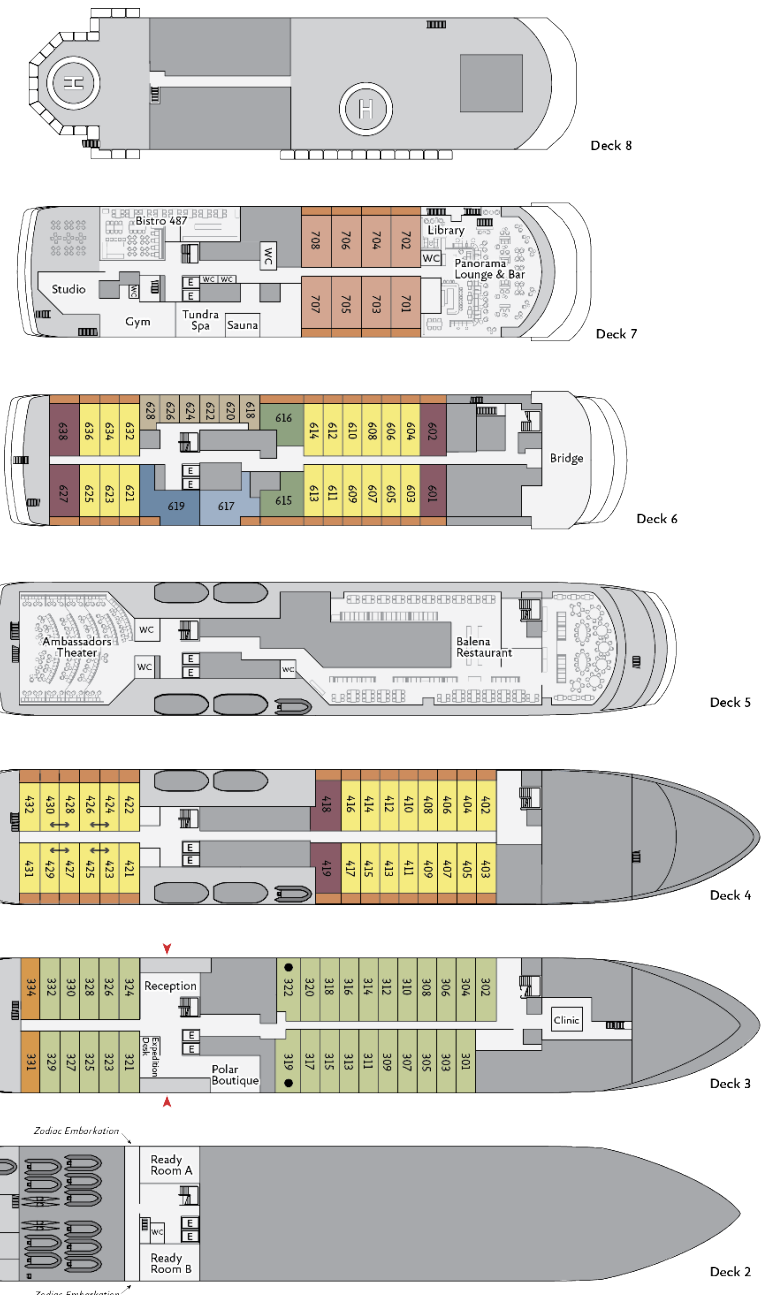 H
H
Deck 8
Bistro 487
708
706
704
702
Library
WC
WC
Panorama
Lounge & Bar
Studio
WC
E
WC
WC
E
Gym
Tundra
Spa
Sauna
707
705
703
701
Deck 7
638
636
634
632
628
626
624
622
620
618
616
614
612
610
608
606
604
602
Bridge
E
E
627
625
623
621
619
617
615
613
611
609
607
605
603
601
Deck 6
Ambassadors
Theater
WC
WC
E
E
WC
Balena
Restaurant
Deck 5
432
430
428
426
424
422
418
416
414
412
410
408
406
404
402
E
E
431
429
427
425
423
421
419
417
415
413
411
409
407
405
403
Deck 4
334
332
330
328
326
324
Reception
322
320
318
316
314
312
310
308
306
304
302
Clinic
E
E
331
329
327
325
323
321
Expedition
Desk
Polar
Boutique
319
317
315
313
311
309
307
305
303
301
Deck 3
Zodiac Embarkation
Ready
Room A
WC
E
E
Ready
Room B
Deck 2
Zodiac Embarkation